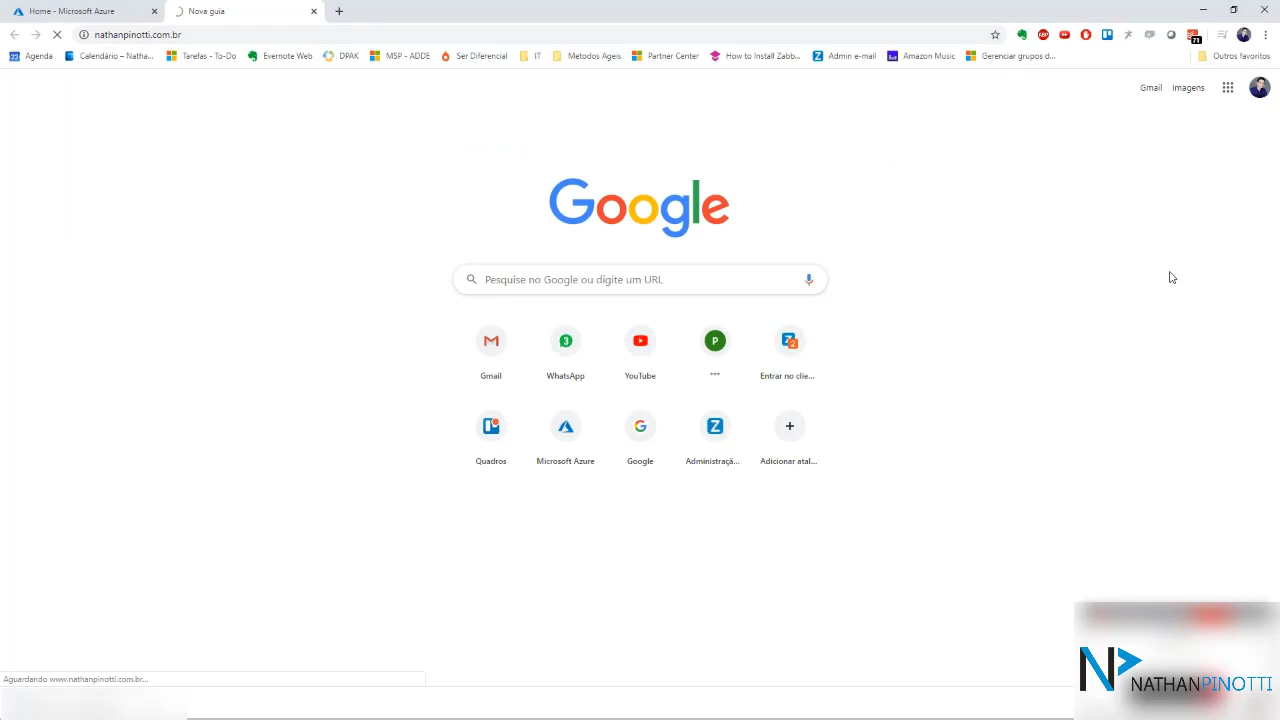 Home - Microsoft Azure
Nova guia
nathanpinotti.com.br
Agenda
Calendário – Natha...
Tarefas - To-Do
Evernote Web
DPAK
MSP - ADDE
Ser Diferencial
IT
Metodos Ageis
Partner Center
How to Install Zabb...
Admin e-mail
Amazon Music
Gerenciar grupos d...
Outros favoritos
Gmail
Imagens
Google
Pesquise no Google ou digite um URL
Gmail
WhatsApp
YouTube
***
Entrar no clie...
Quadros
Microsoft Azure
Google
Administraçã...
Adicionar atal...
Aguardando www.nathanpinotti.com.br...
NATHANPINOTTI